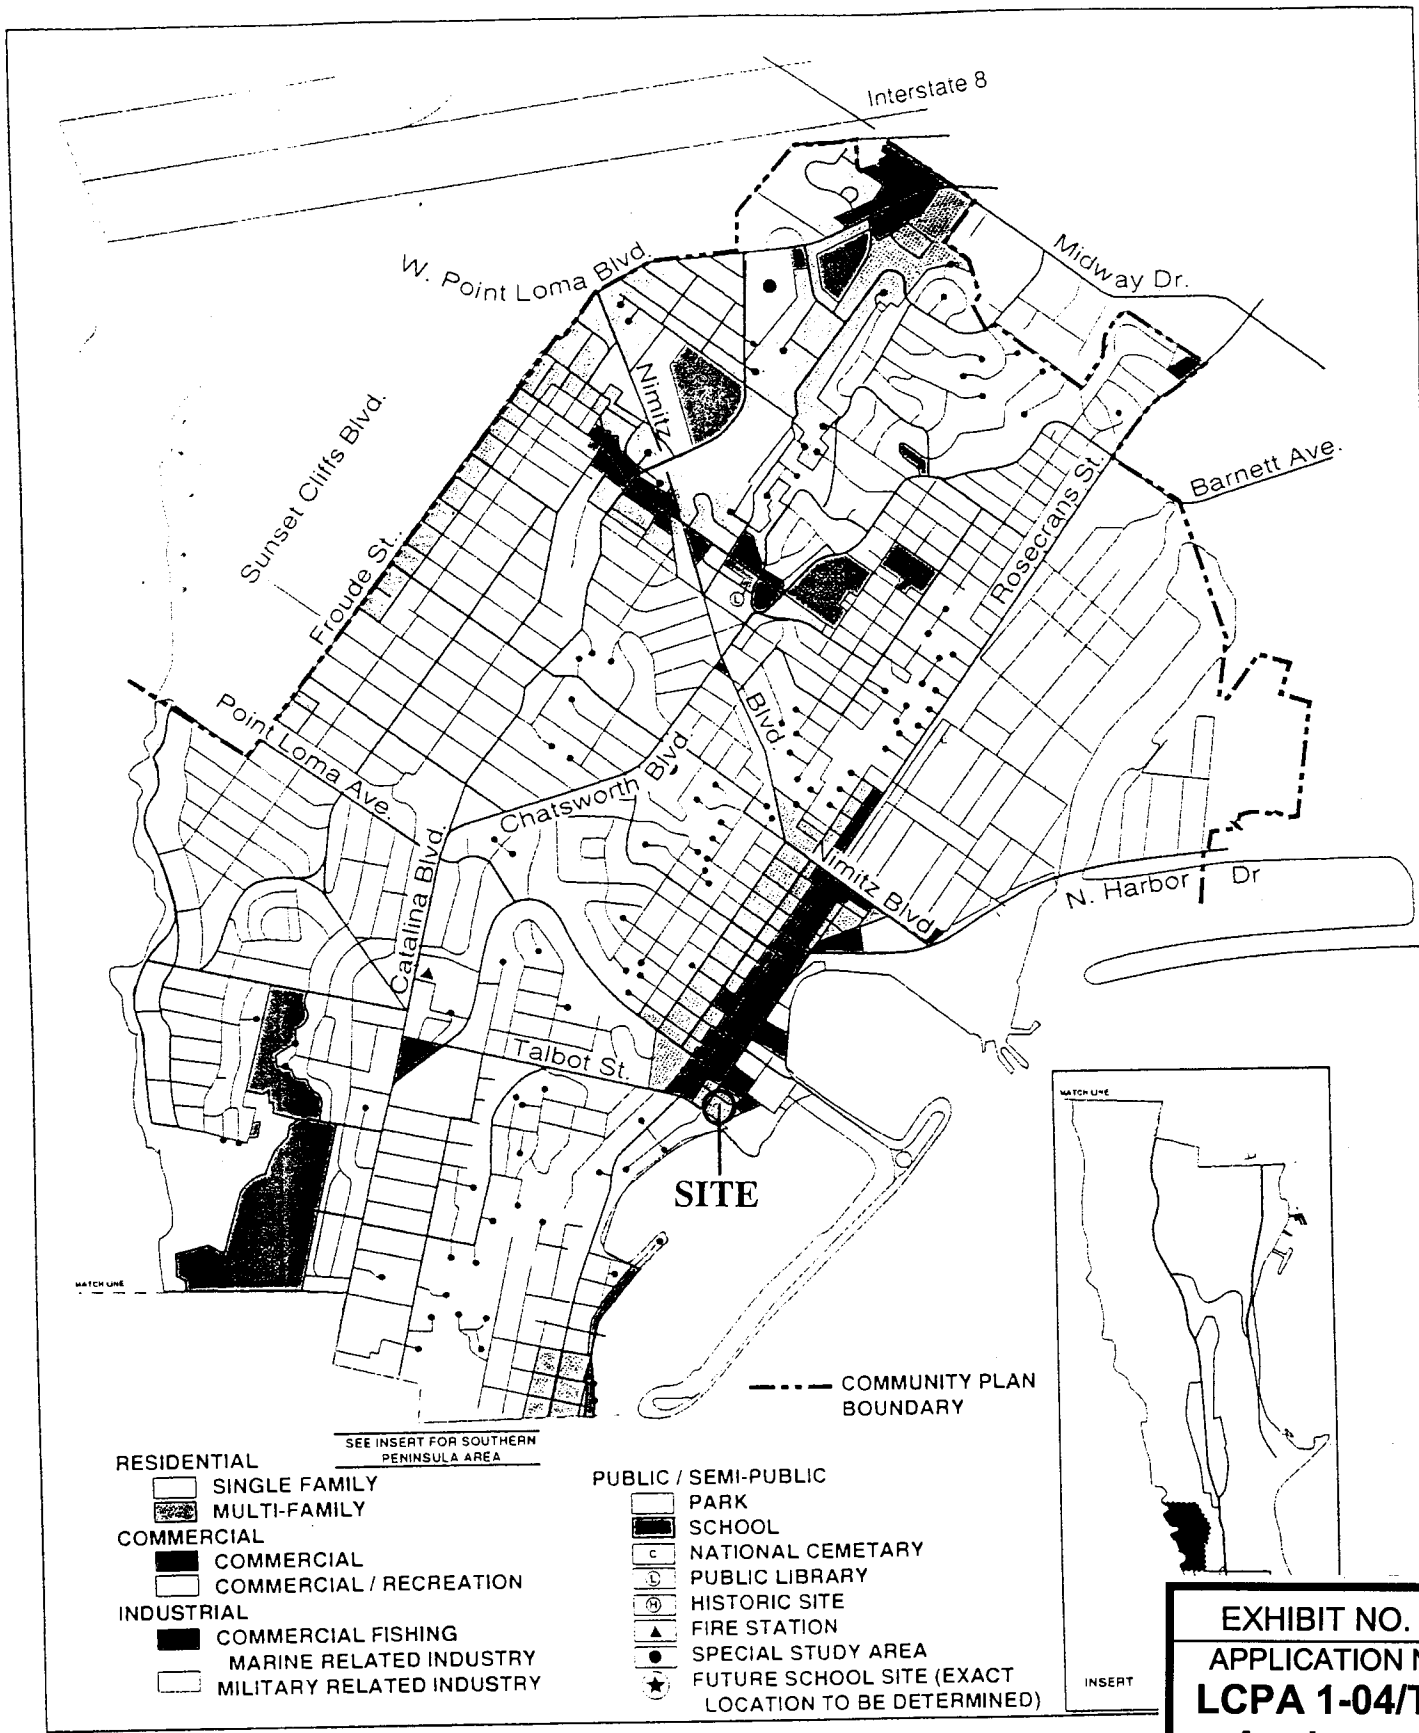 Interstate 8
W. Point Loma Blvd.
Midway Dr.
Nimitz
Sunset Cliffs Blvd.
Froude St.
Barnett Ave.
Rosecrans St.
L
H
Blvd.
Point Loma Ave.
Chatsworth Blvd
Catalina Blvd.
Nimitz Blvd
N. Harbor Dr
Talbot St.
SITE
MATCH LINE
MATCH LINE
COMMUNITY PLAN
BOUNDARY
SEE INSERT FOR SOUTHERN
PENINSULA AREA
RESIDENTIAL
SINGLE FAMILY
MULTI-FAMILY
COMMERCIAL
COMMERCIAL
COMMERCIAL / RECREATION
INDUSTRIAL
COMMERCIAL FISHING
MARINE RELATED INDUSTRY
MILITARY RELATED INDUSTRY
PUBLIC / SEMI-PUBLIC
PARK
SCHOOL
C NATIONAL CEMETARY
L PUBLIC LIBRARY
H HISTORIC SITE
FIRE STATION
SPECIAL STUDY AREA
FUTURE SCHOOL SITE (EXACT
LOCATION TO BE DETERMINED)
INSERT
EXHIBIT NO.
APPLICATION N
LCPA 1-04/T